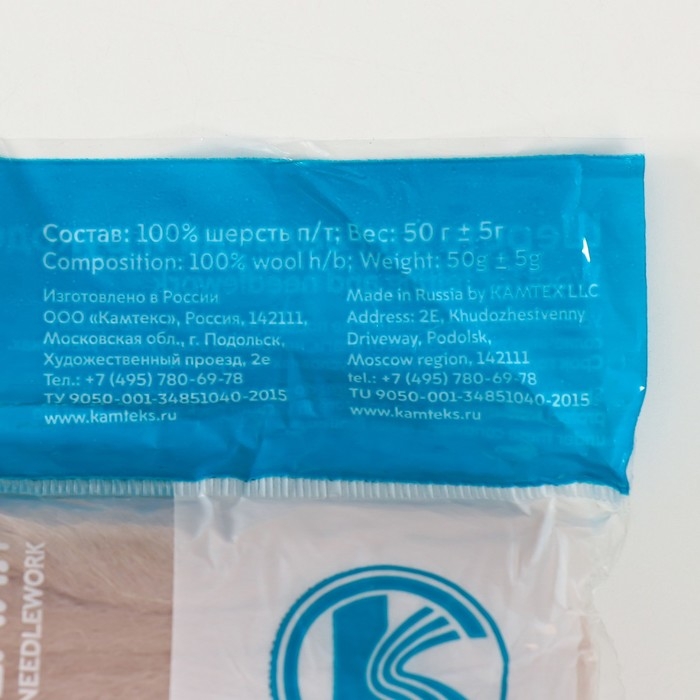 Состав: 100% шерсть п/т; Вес: 50 г ± 5г
Composition: 100% wool h/b; Weight: 50g ± 5g
Изготовлено в России
ООО «Камтекс», Россия, 142111,
Московская обл., г. Подольск,
Художественный проезд, 2е
Тел.: +7 (495) 780-69-78
ТУ 9050-001-34851040-2015
www.kamteks.ru
Made in Russia by KAMTEX LLC
Address: 2E, Khudozhestvenny
Driveway, Podolsk,
Moscow region, 142111
tel.: +7 (495) 780-69-78
TU 9050-001-34851040-2015
www.kamteks.ru
NEEDLEWORK